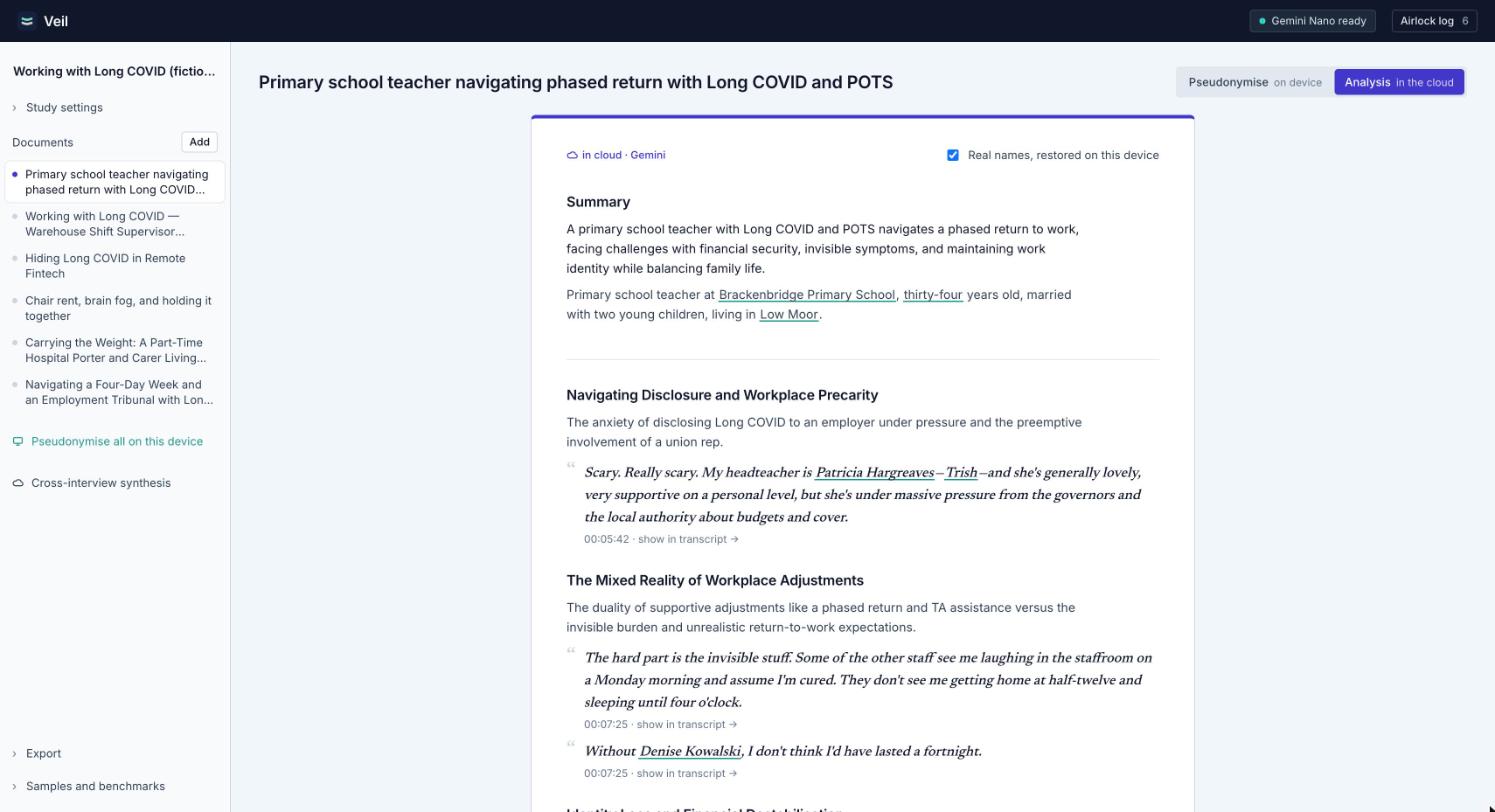 Veil
Gemini Nano ready
Airlock log 6
Working with Long COVID (fictio...
Study settings
Documents
Add
Primary school teacher navigating
phased return with Long COVID...
Working with Long COVID —
Warehouse Shift Supervisor...
Hiding Long COVID in Remote
Fintech
Chair rent, brain fog, and holding it
together
Carrying the Weight: A Part-Time
Hospital Porter and Carer Living...
Navigating a Four-Day Week and
an Employment Tribunal with Lon...
Pseudonymise all on this device
Cross-interview synthesis
Export
Samples and benchmarks
Primary school teacher navigating phased return with Long COVID and POTS
Pseudonymise on device
Analysis in the cloud
in cloud · Gemini
Real names, restored on this device
Summary
A primary school teacher with Long COVID and POTS navigates a phased return to work,
facing challenges with financial security, invisible symptoms, and maintaining work
identity while balancing family life.
Primary school teacher at Brackenbridge Primary School, thirty-four years old, married
with two young children, living in Low Moor.
Navigating Disclosure and Workplace Precarity
The anxiety of disclosing Long COVID to an employer under pressure and the preemptive
involvement of a union rep.
“ Scary. Really scary. My headteacher is Patricia Hargreaves—Trish—and she's generally lovely,
very supportive on a personal level, but she's under massive pressure from the governors and
the local authority about budgets and cover.
00:05:42 · show in transcript →
The Mixed Reality of Workplace Adjustments
The duality of supportive adjustments like a phased return and TA assistance versus the
invisible burden and unrealistic return-to-work expectations.
“ The hard part is the invisible stuff. Some of the other staff see me laughing in the staffroom on
a Monday morning and assume I'm cured. They don't see me getting home at half-twelve and
sleeping until four o'clock.
00:07:25 · show in transcript →
“ Without Denise Kowalski, I don't think I'd have lasted a fortnight.
00:07:25 · show in transcript →